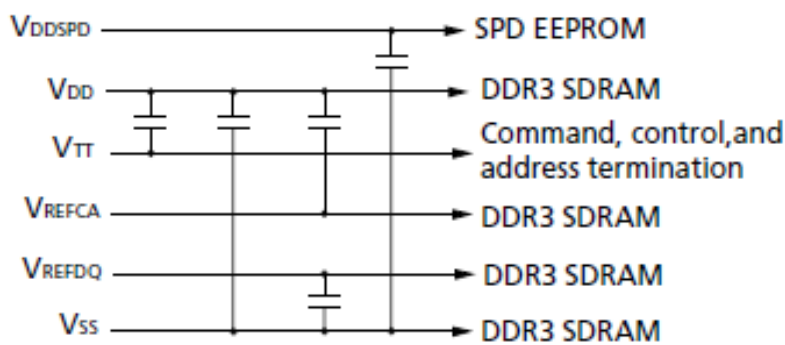 VDDSPD SPD EEPROM
VDD DDR3 SDRAM
VTT Command, control,and
address termination
VREFCA DDR3 SDRAM
VREFDQ DDR3 SDRAM
VSS DDR3 SDRAM